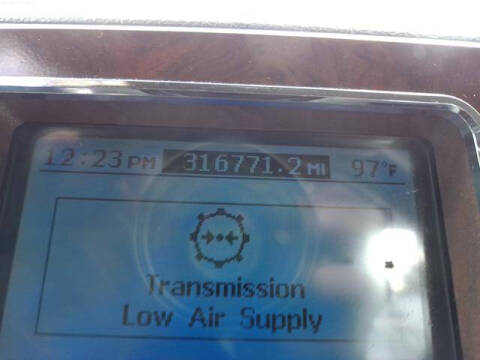 12:23 PM 316771.2 MI 97°F
Transmission
Low Air Supply